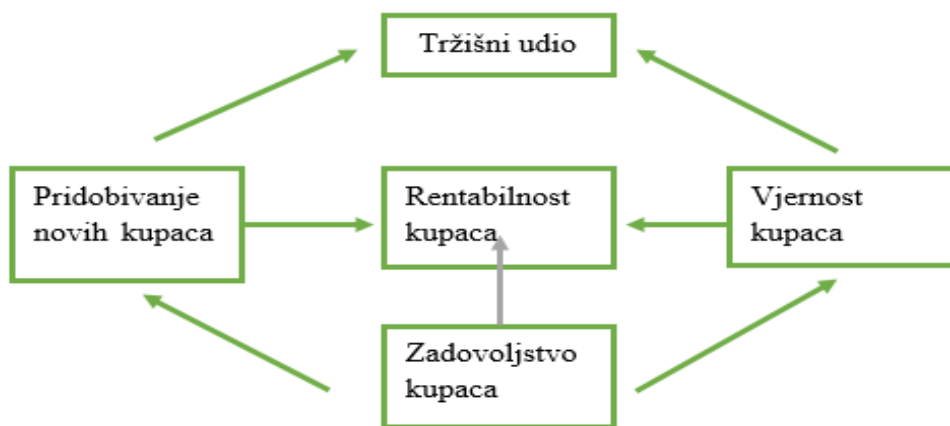 Tržišni udio
Pridobivanje
novih kupaca
Rentabilnost
kupaca
Vjernost
kupaca
Zadovoljstvo
kupaca